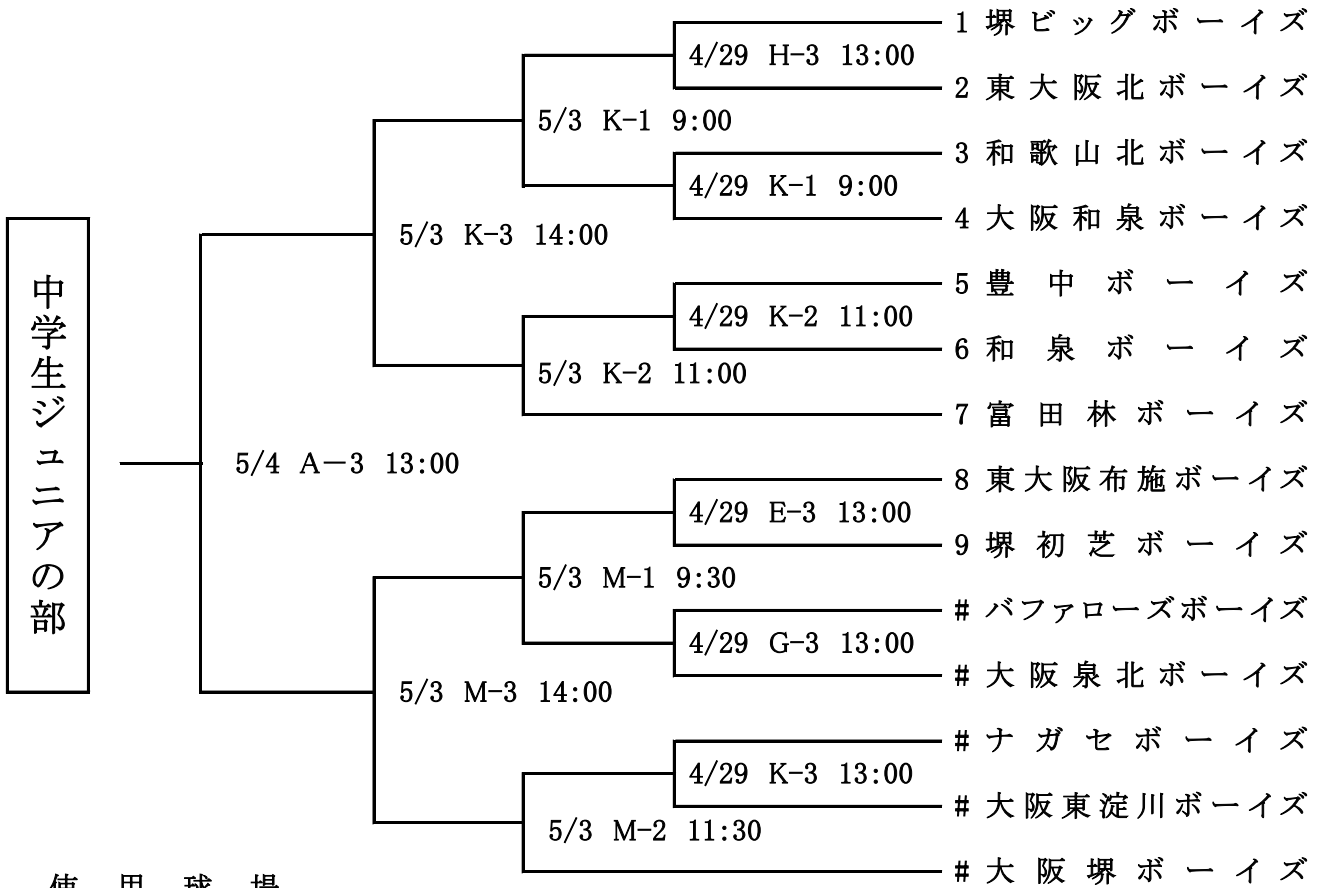 1 堺ビッグボーイズ
4/29 H-3 13:00
2 東大阪北ボーイズ
5/3 K-1 9:00
3 和歌山北ボーイズ
4/29 K-1 9:00
4 大阪和泉ボーイズ
5/3 K-3 14:00
5 豊中ボーイズ
4/29 K-2 11:00
6 和泉ボーイズ
5/3 K-2 11:00
7 富田林ボーイズ
中学生ジュニアの部
5/4 A－3 13:00
8 東大阪布施ボーイズ
4/29 E-3 13:00
9 堺初芝ボーイズ
5/3 M-1 9:30
# バファローズボーイズ
4/29 G-3 13:00
# 大阪泉北ボーイズ
5/3 M-3 14:00
# ナガセボーイズ
4/29 K-3 13:00
# 大阪東淀川ボーイズ
5/3 M-2 11:30
# 大阪堺ボーイズ
使用球場